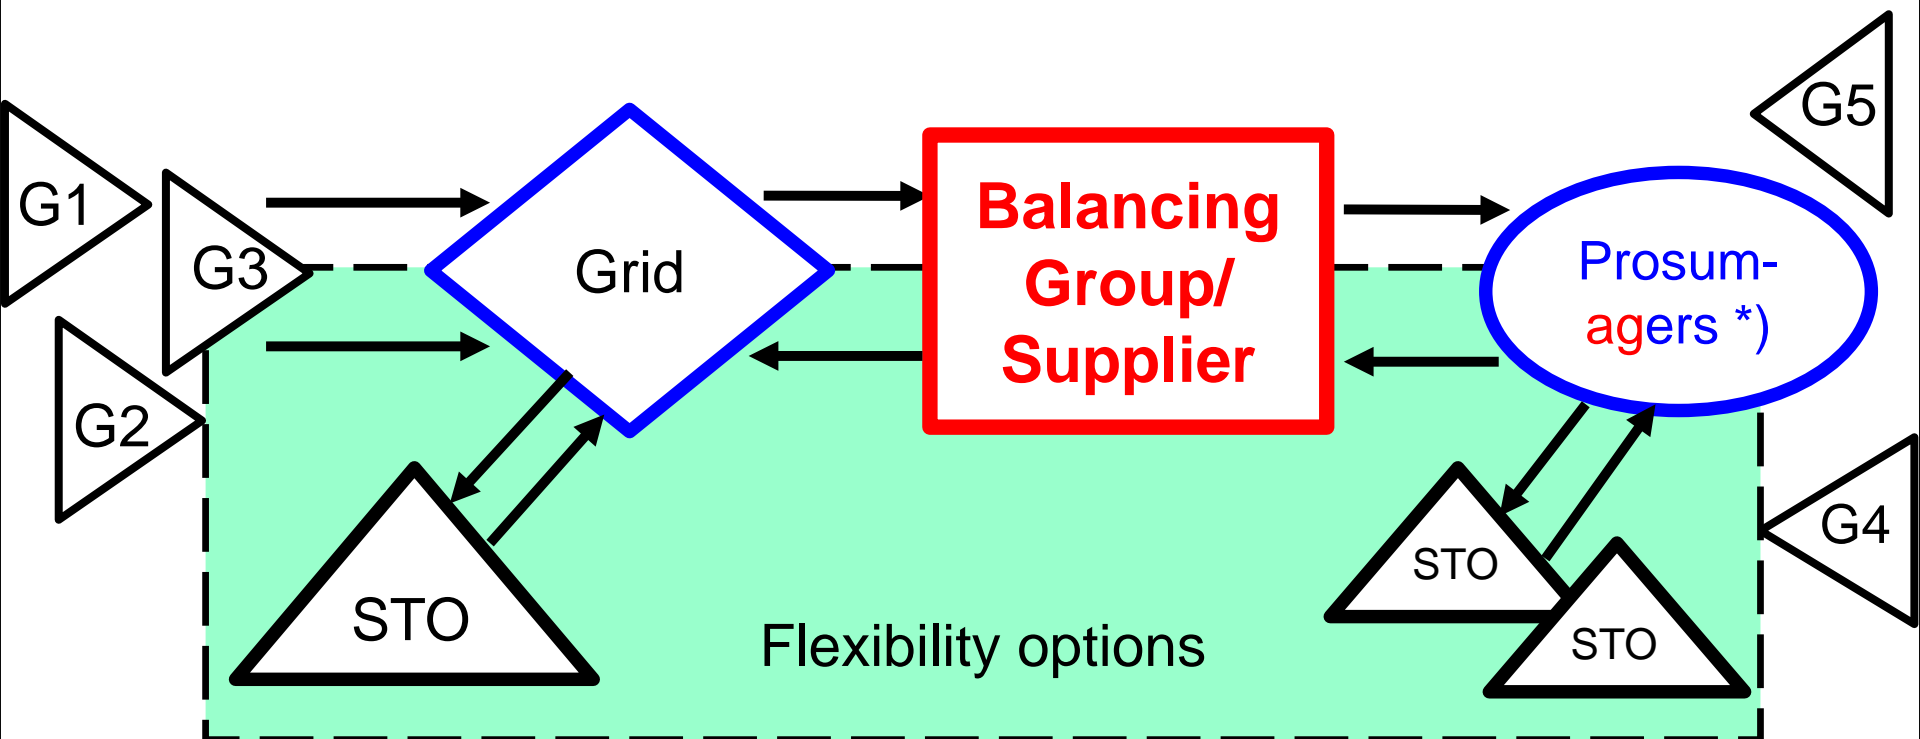 G1
G3
G2
Grid
Balancing
Group/
Supplier
Prosum-
agers *)
G5
G4
STO
Flexibility options
STO
STO